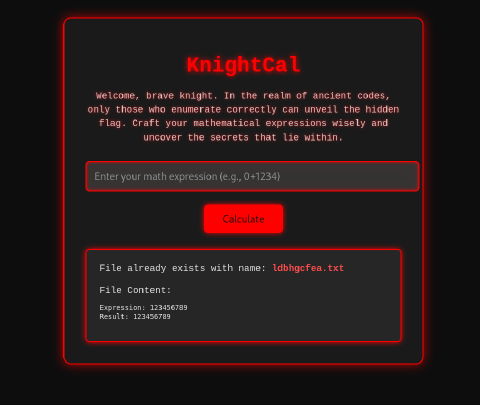 KnightCal
Welcome, brave knight. In the realm of ancient codes,
only those who enumerate correctly can unveil the hidden
flag. Craft your mathematical expressions wisely and
uncover the secrets that lie within.
Enter your math expression (e.g., 0+1234)
Calculate
File already exists with name: ldbhgcfea.txt
File Content:
Expression: 123456789
Result: 123456789